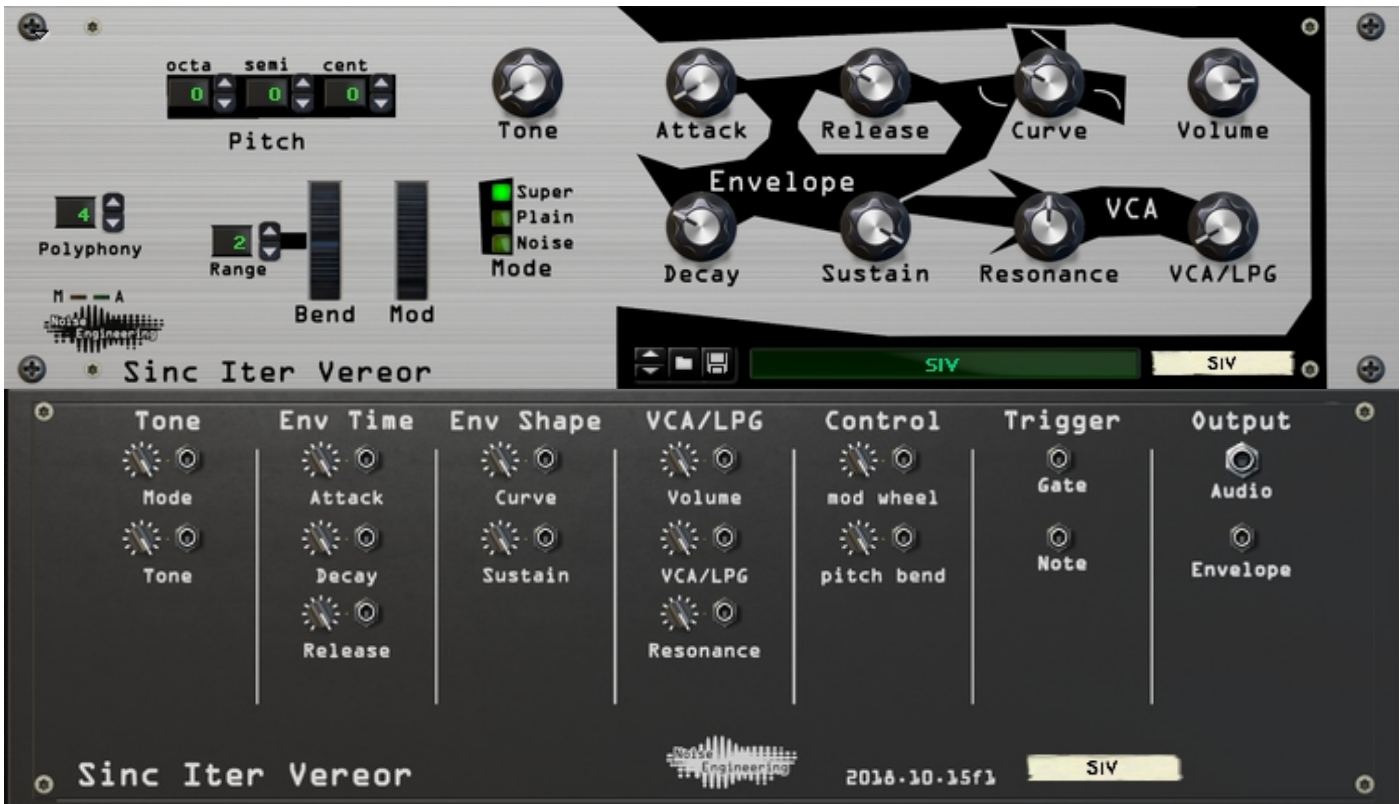 octa semi cent
0 0 0
Pitch
Tone
Attack
Release
Curve
Volume
4
Polyphony
2
Range
Bend
Mod
Super
Plain
Noise
Mode
Envelope
Decay
Sustain
VCA
Resonance
VCA/LPG
M A
Noise
Engineering
Sinc Iter Vereor
SIV
SIV
Tone
Mode
Tone
Env Time
Attack
Decay
Release
Env Shape
Curve
Sustain
VCA/LPG
Volume
VCA/LPG
Resonance
Control
mod wheel
pitch bend
Trigger
Gate
Note
Output
Audio
Envelope
Sinc Iter Vereor
Noise
Engineering
2018.10.15f1
SIV